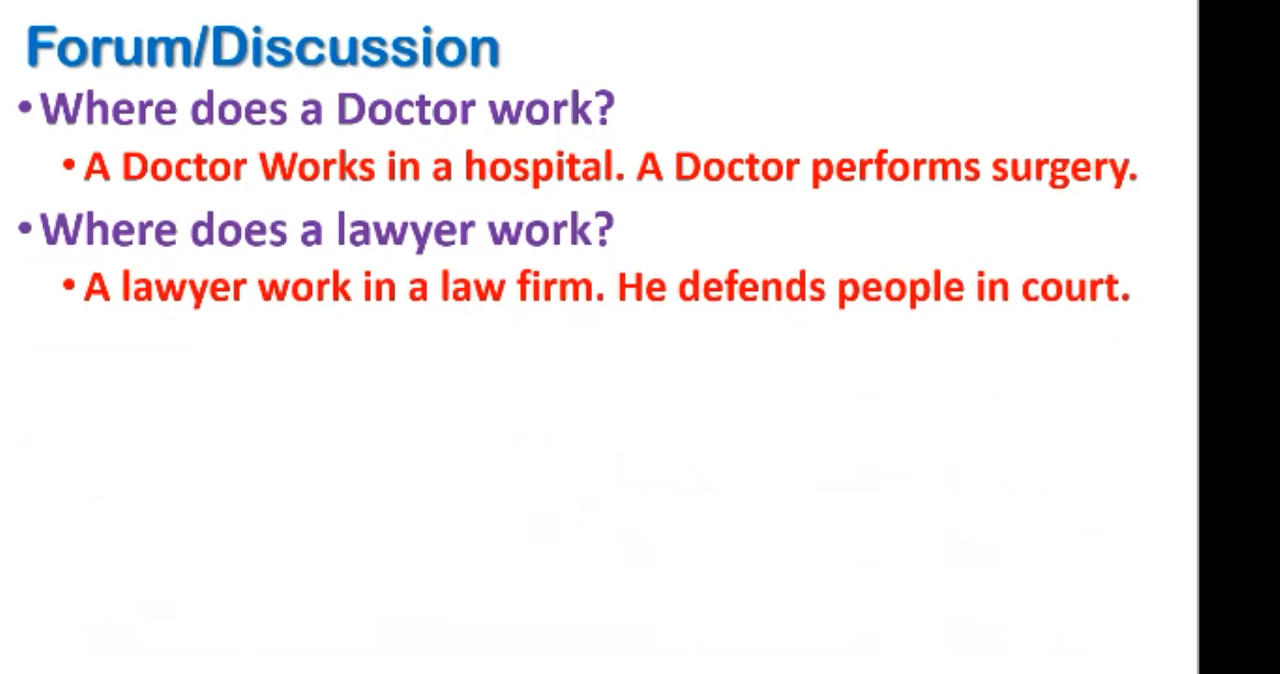 Forum/Discussion
•Where does a Doctor work?
•A Doctor Works in a hospital. A Doctor performs surgery.
•Where does a lawyer work?
•A lawyer work in a law firm. He defends people in court.